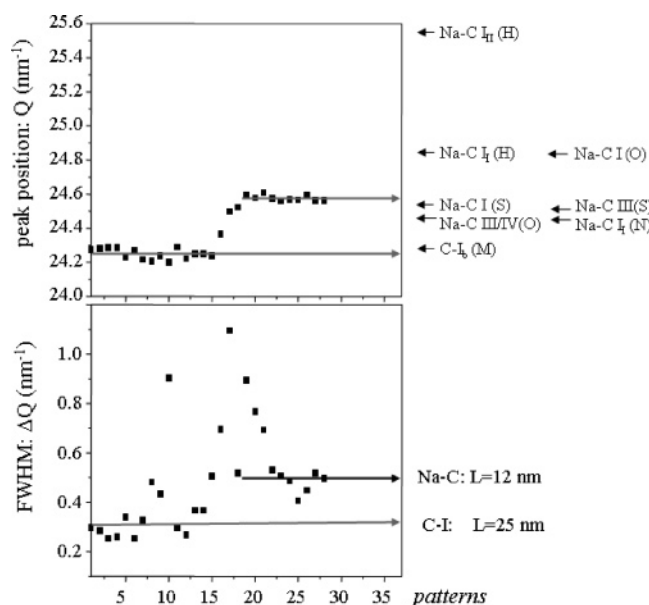 25.6
25.4
25.2
25.0
24.8
24.6
24.4
24.2
24.0
peak position: Q (nm⁻¹)
Na-C I_II (H)
Na-C I_I (H) Na-C I (O)
Na-C I (S) Na-C III(S)
Na-C III/IV(O) Na-C I_I (N)
C-I_b (M)
1.0
0.8
0.6
0.4
0.2
FWHM: ΔQ (nm⁻¹)
Na-C: L=12 nm
C-I: L=25 nm
5 10 15 20 25 30 35 patterns